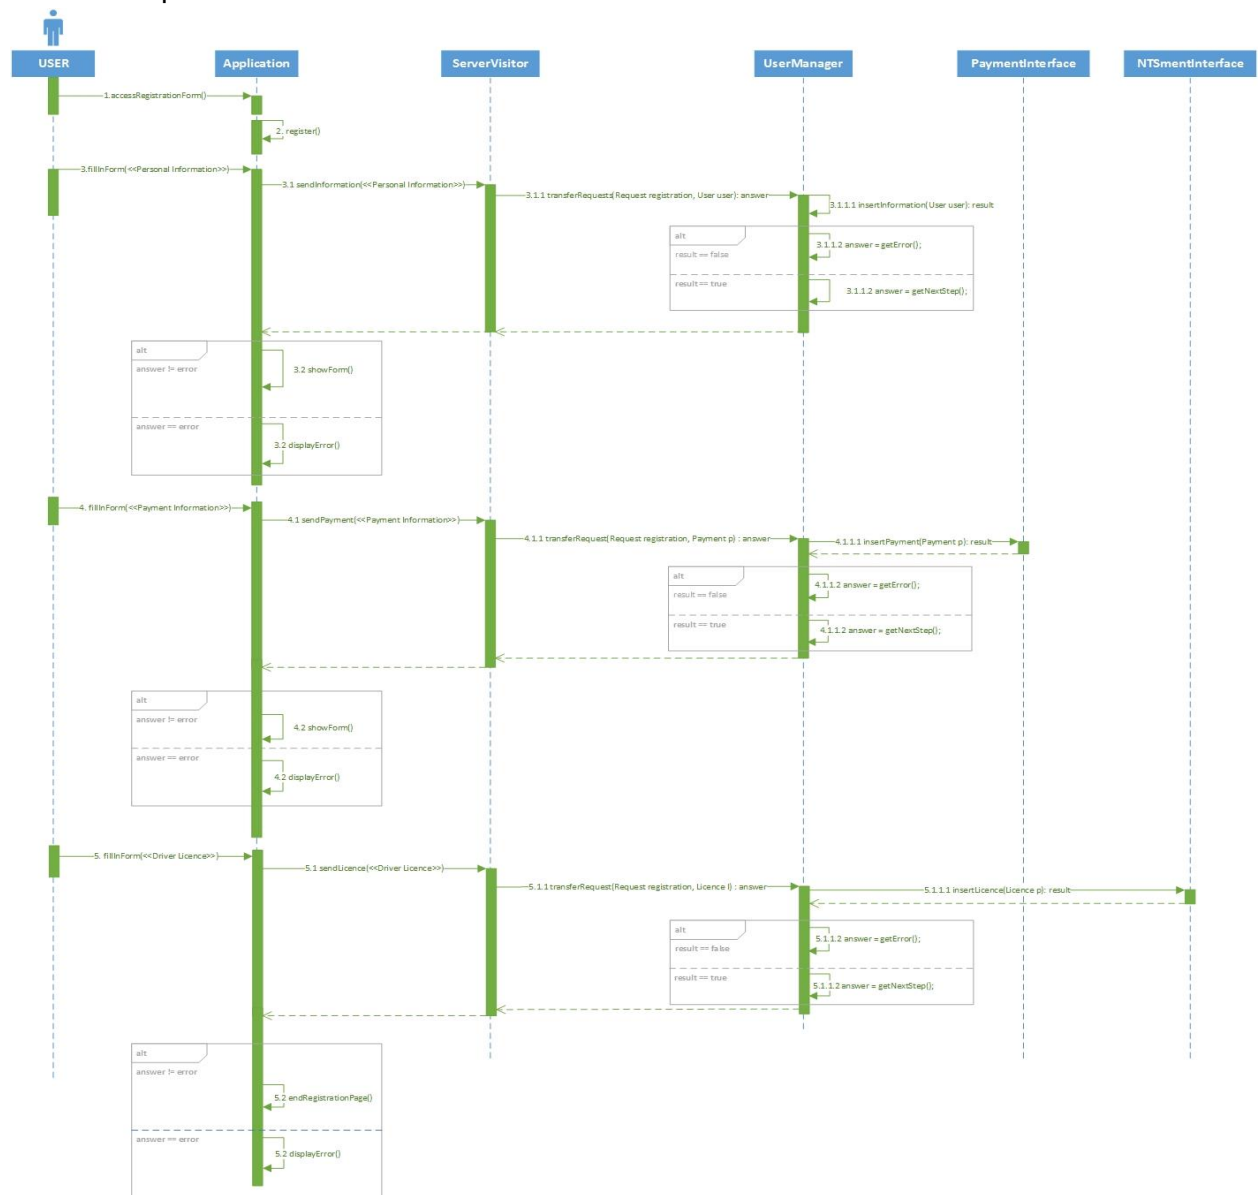 USER
Application
ServerVisitor
UserManager
PaymentInterface
NTSmentInterface
1.accessRegistrationForm()
2. register()
3.fillInForm(<<Personal Information>>)
3.1 sendInformation(<<Personal Information>>)
3.1.1 transferRequests(Request registration, User user): answer
3.1.1.1 insertInformation(User user): result
alt
result == false
3.1.1.2 answer = getError();
result == true
3.1.1.2 answer = getNextStep();
alt
answer != error
3.2 showForm()
answer == error
3.2 displayError()
4. fillInForm(<<Payment Information>>)
4.1 sendPayment(<<Payment Information>>)
4.1.1 transferRequest(Request registration, Payment p) : answer
4.1.1.1 insertPayment(Payment p): result
alt
result == false
4.1.1.2 answer = getError();
result == true
4.1.1.2 answer = getNextStep();
alt
answer != error
4.2 showForm()
answer == error
4.2 displayError()
5. fillInForm(<<Driver Licence>>)
5.1 sendLicence(<<Driver Licence>>)
5.1.1 transferRequest(Request registration, Licence l) : answer
5.1.1.1 insertLicence(Licence p): result
alt
result == false
5.1.1.2 answer = getError();
result == true
5.1.1.2 answer = getNextStep();
alt
answer != error
5.2 endRegistrationPage()
answer == error
5.2 displayError()